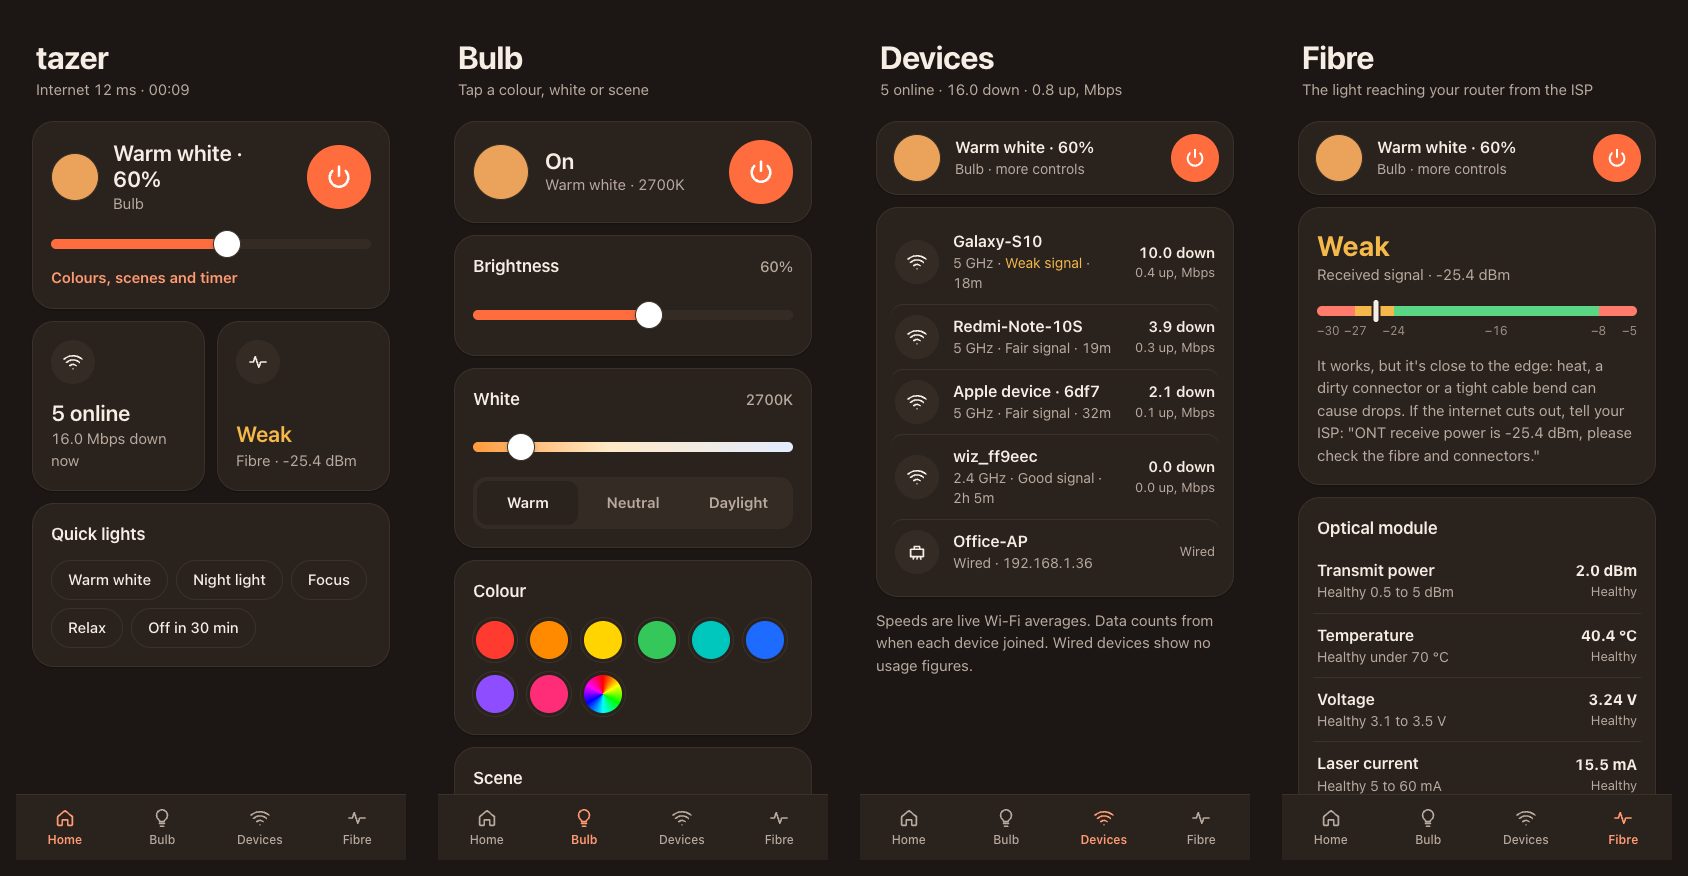 tazer
Internet 12 ms · 00:09
Warm white ·
60%
Bulb
Colours, scenes and timer
5 online
16.0 Mbps down
now
Weak
Fibre · -25.4 dBm
Quick lights
Warm white
Night light
Focus
Relax
Off in 30 min
Home
Bulb
Devices
Fibre
Bulb
Tap a colour, white or scene
On
Warm white · 2700K
Brightness
60%
White
2700K
Warm
Neutral
Daylight
Colour
Scene
Home
Bulb
Devices
Fibre
Devices
5 online · 16.0 down · 0.8 up, Mbps
Warm white · 60%
Bulb · more controls
Galaxy-S10
5 GHz · Weak signal ·
18m
10.0 down
0.4 up, Mbps
Redmi-Note-10S
5 GHz · Fair signal · 19m
3.9 down
0.3 up, Mbps
Apple device · 6df7
5 GHz · Fair signal · 32m
2.1 down
0.1 up, Mbps
wiz_ff9eec
2.4 GHz · Good signal ·
2h 5m
0.0 down
0.0 up, Mbps
Office-AP
Wired · 192.168.1.36
Wired
Speeds are live Wi-Fi averages. Data counts from
when each device joined. Wired devices show no
usage figures.
Home
Bulb
Devices
Fibre
Fibre
The light reaching your router from the ISP
Warm white · 60%
Bulb · more controls
Weak
Received signal · -25.4 dBm
−30 −27 −24 −16 −8 −5
It works, but it's close to the edge: heat, a
dirty connector or a tight cable bend can
cause drops. If the internet cuts out, tell your
ISP: "ONT receive power is -25.4 dBm, please
check the fibre and connectors."
Optical module
Transmit power
Healthy 0.5 to 5 dBm
2.0 dBm
Healthy
Temperature
Healthy under 70 °C
40.4 °C
Healthy
Voltage
Healthy 3.1 to 3.5 V
3.24 V
Healthy
Laser current
Healthy 5 to 60 mA
15.5 mA
Healthy
Home
Bulb
Devices
Fibre